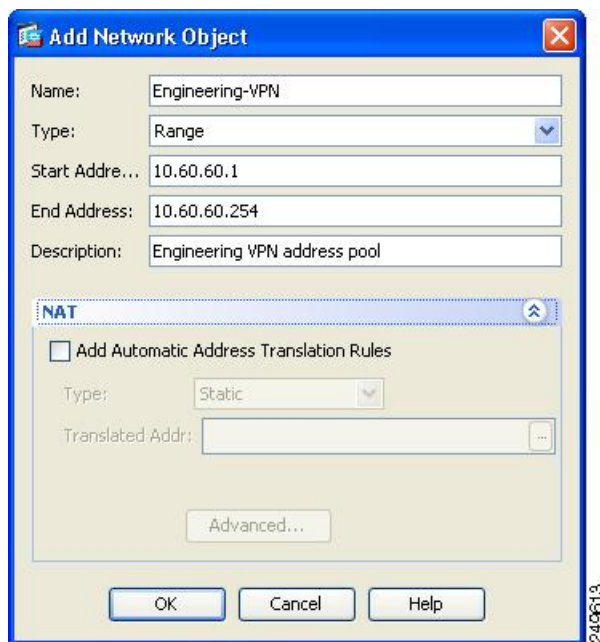 Add Network Object
Name: Engineering-VPN
Type: Range
Start Addre... 10.60.60.1
End Address: 10.60.60.254
Description: Engineering VPN address pool
NAT
Add Automatic Address Translation Rules
Type: Static
Translated Addr: ...
Advanced...
OK Cancel Help
49613